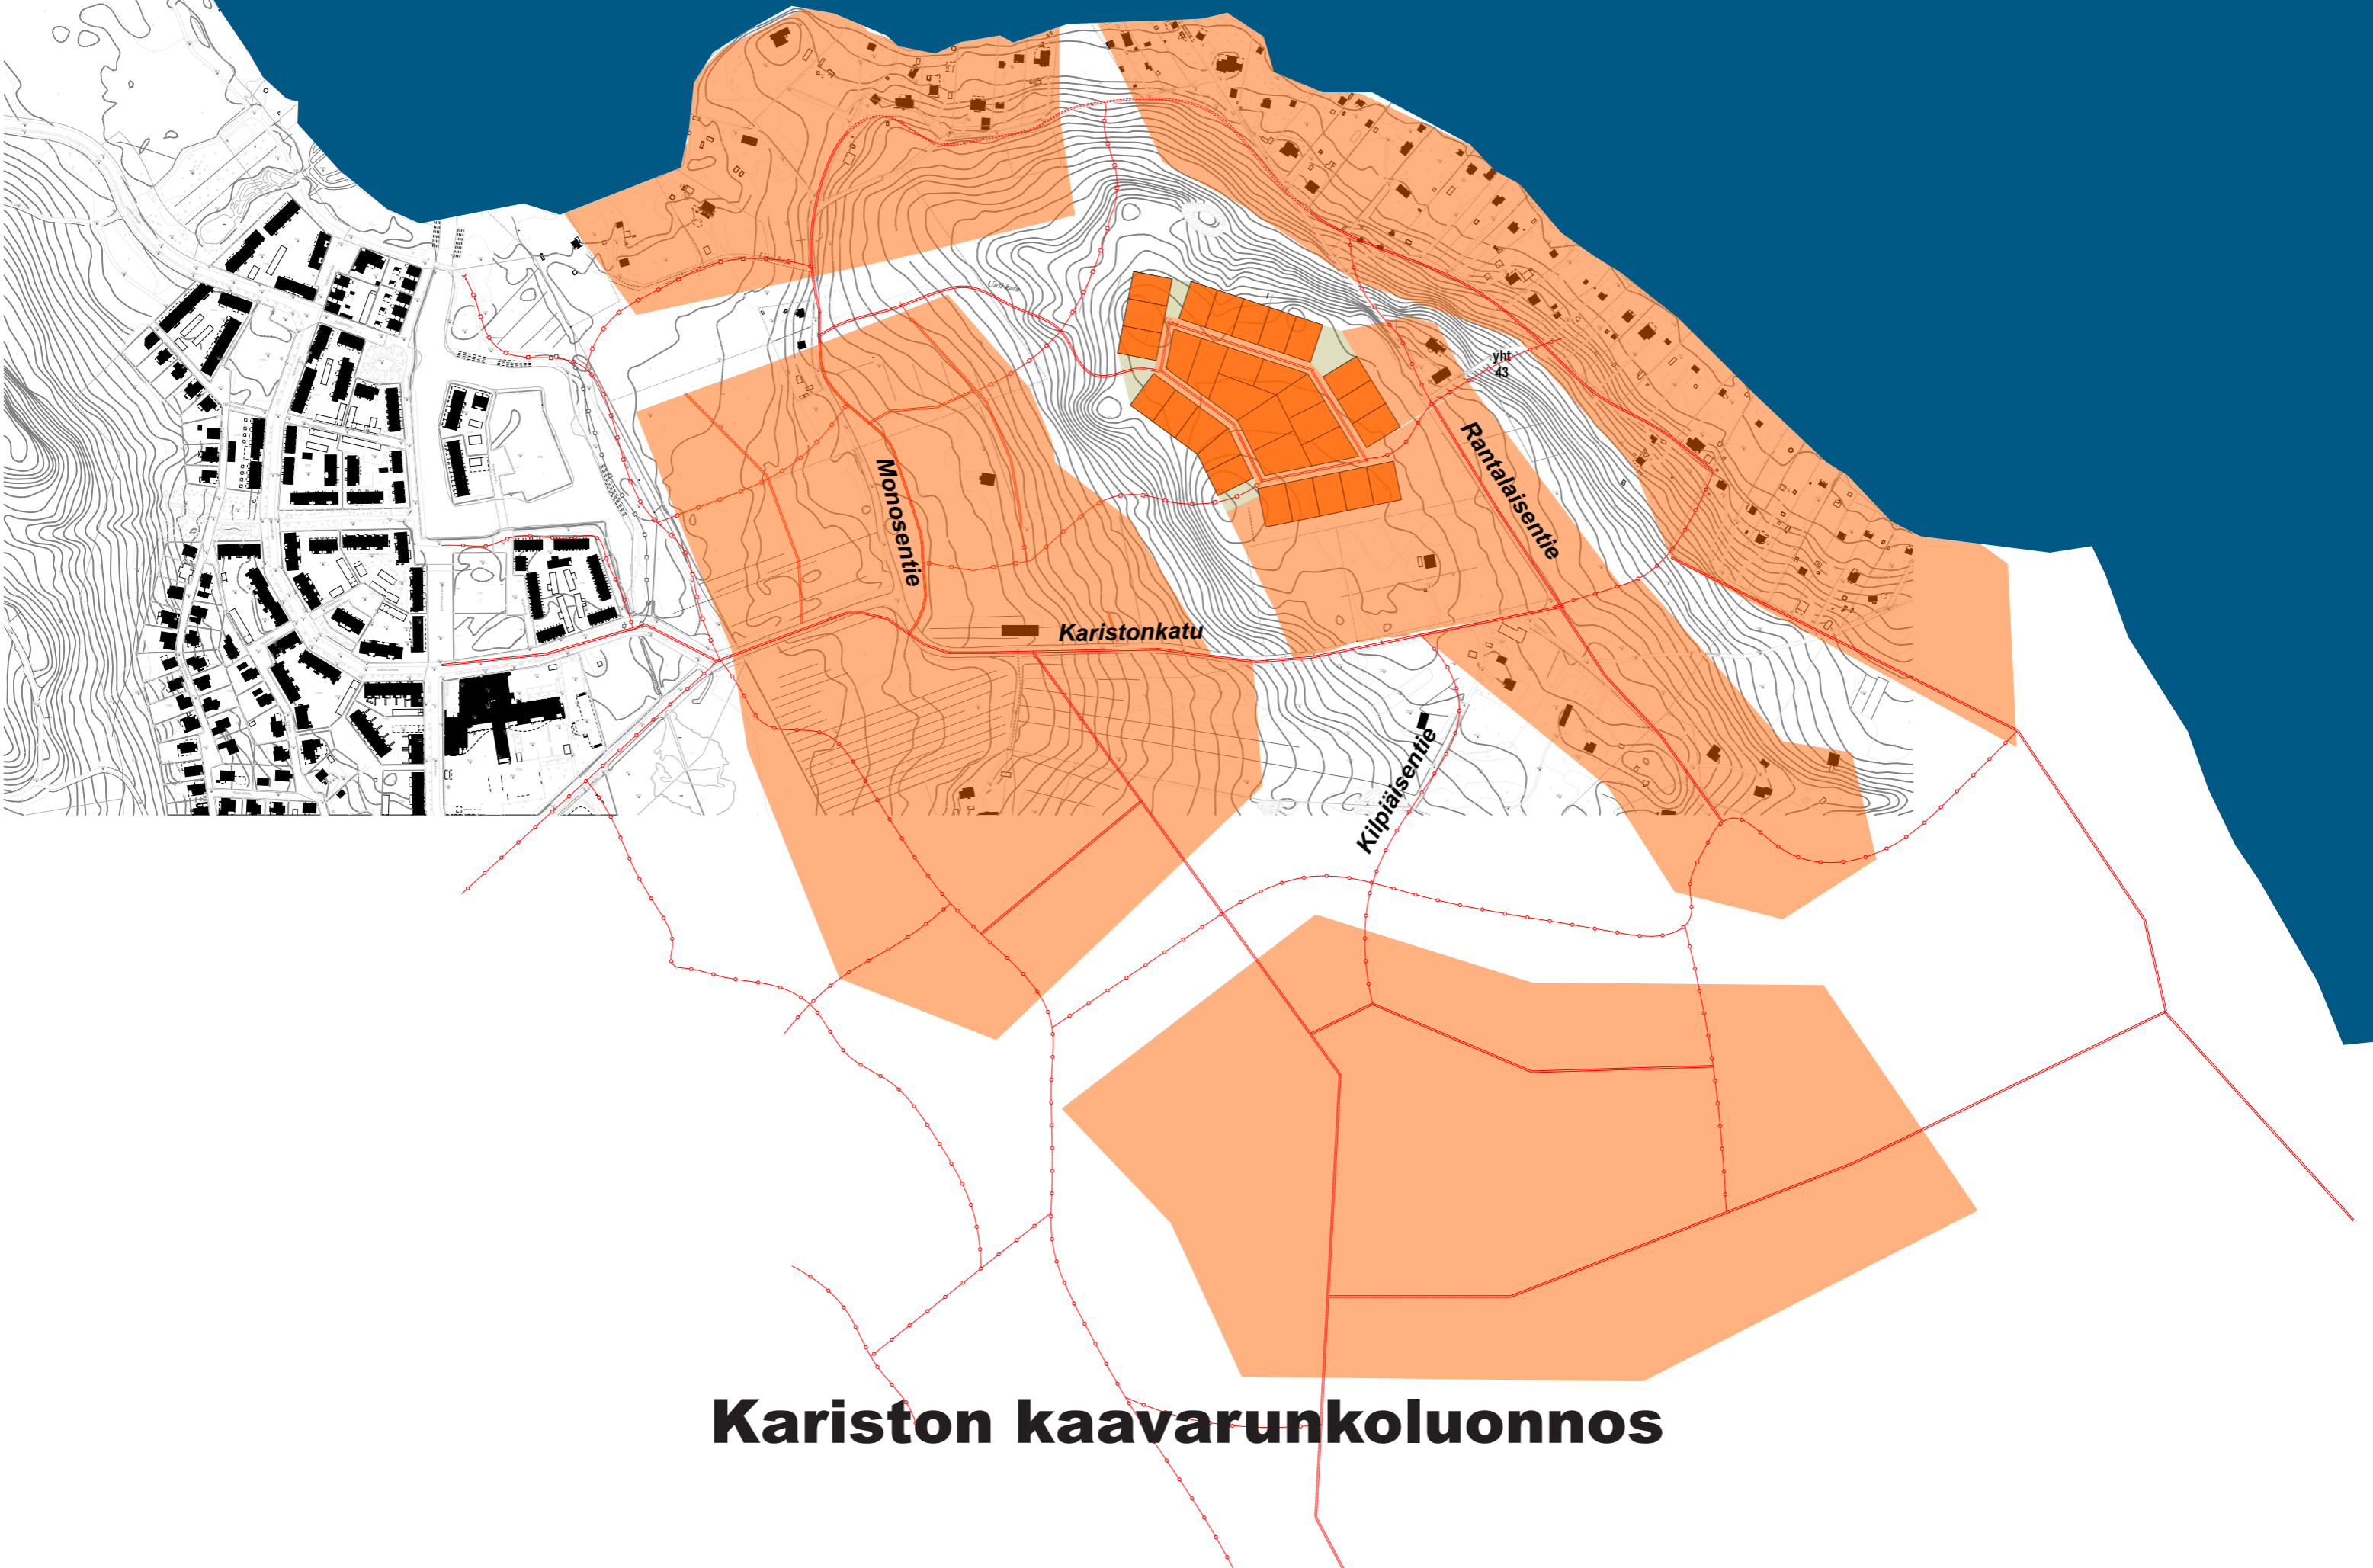 yht
43
Rantalaisentie
Monosentie
Karistonkatu
Kilpiäisentie
Kariston kaavarunkoluonnos